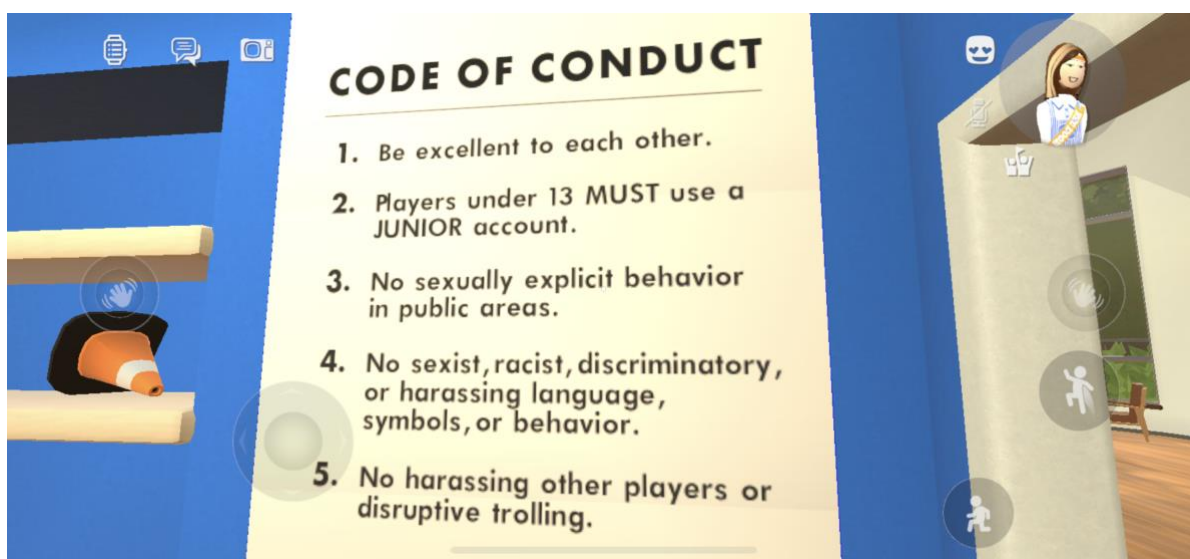 CODE OF CONDUCT
1. Be excellent to each other.
2. Players under 13 MUST use a
JUNIOR account.
3. No sexually explicit behavior
in public areas.
4. No sexist, racist, discriminatory,
or harassing language,
symbols, or behavior.
5. No harassing other players or
disruptive trolling.